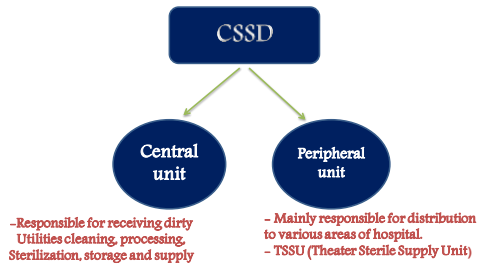 CSSD
Central
unit
Peripheral
unit
-Responsible for receiving dirty
Utilities cleaning, processing,
Sterilization, storage and supply
- Mainly responsible for distribution
to various areas of hospital.
- TSSU (Theater Sterile Supply Unit)